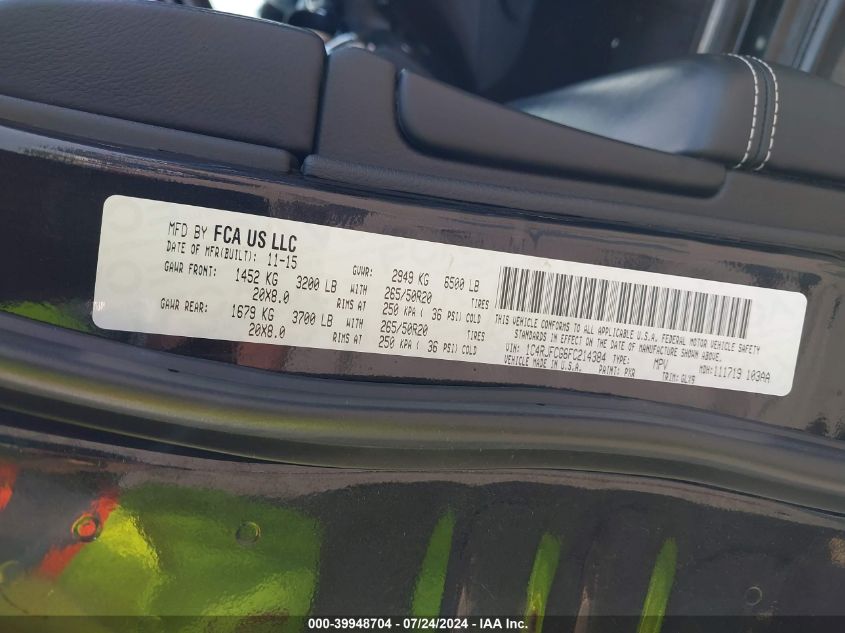 MFD BY FCA US LLC
DATE OF MFR(BUILT): 11-15 GVWR: 2949 KG 6500 LB
GAWR FRONT: 1452 KG 3200 LB WITH 265/50R20 TIRES
20X8.0 RIMS AT 250 KPA ( 36 PSI) COLD
GAWR REAR: 1679 KG 3700 LB WITH 265/50R20 TIRES
20X8.0 RIMS AT 250 KPA ( 36 PSI) COLD
THIS VEHICLE CONFORMS TO ALL APPLICABLE U.S.A. FEDERAL MOTOR VEHICLE SAFETY
STANDARDS IN EFFECT ON THE DATE OF MANUFACTURE SHOWN ABOVE.
VIN: 1C4RJFCG6FC214384 TYPE: MPV MDH: 111719 103AA
VEHICLE MADE IN U.S.A. PAINT: PXR TRIM: GLX9
000-39948704 / 07/24/2024 - IAA Inc.